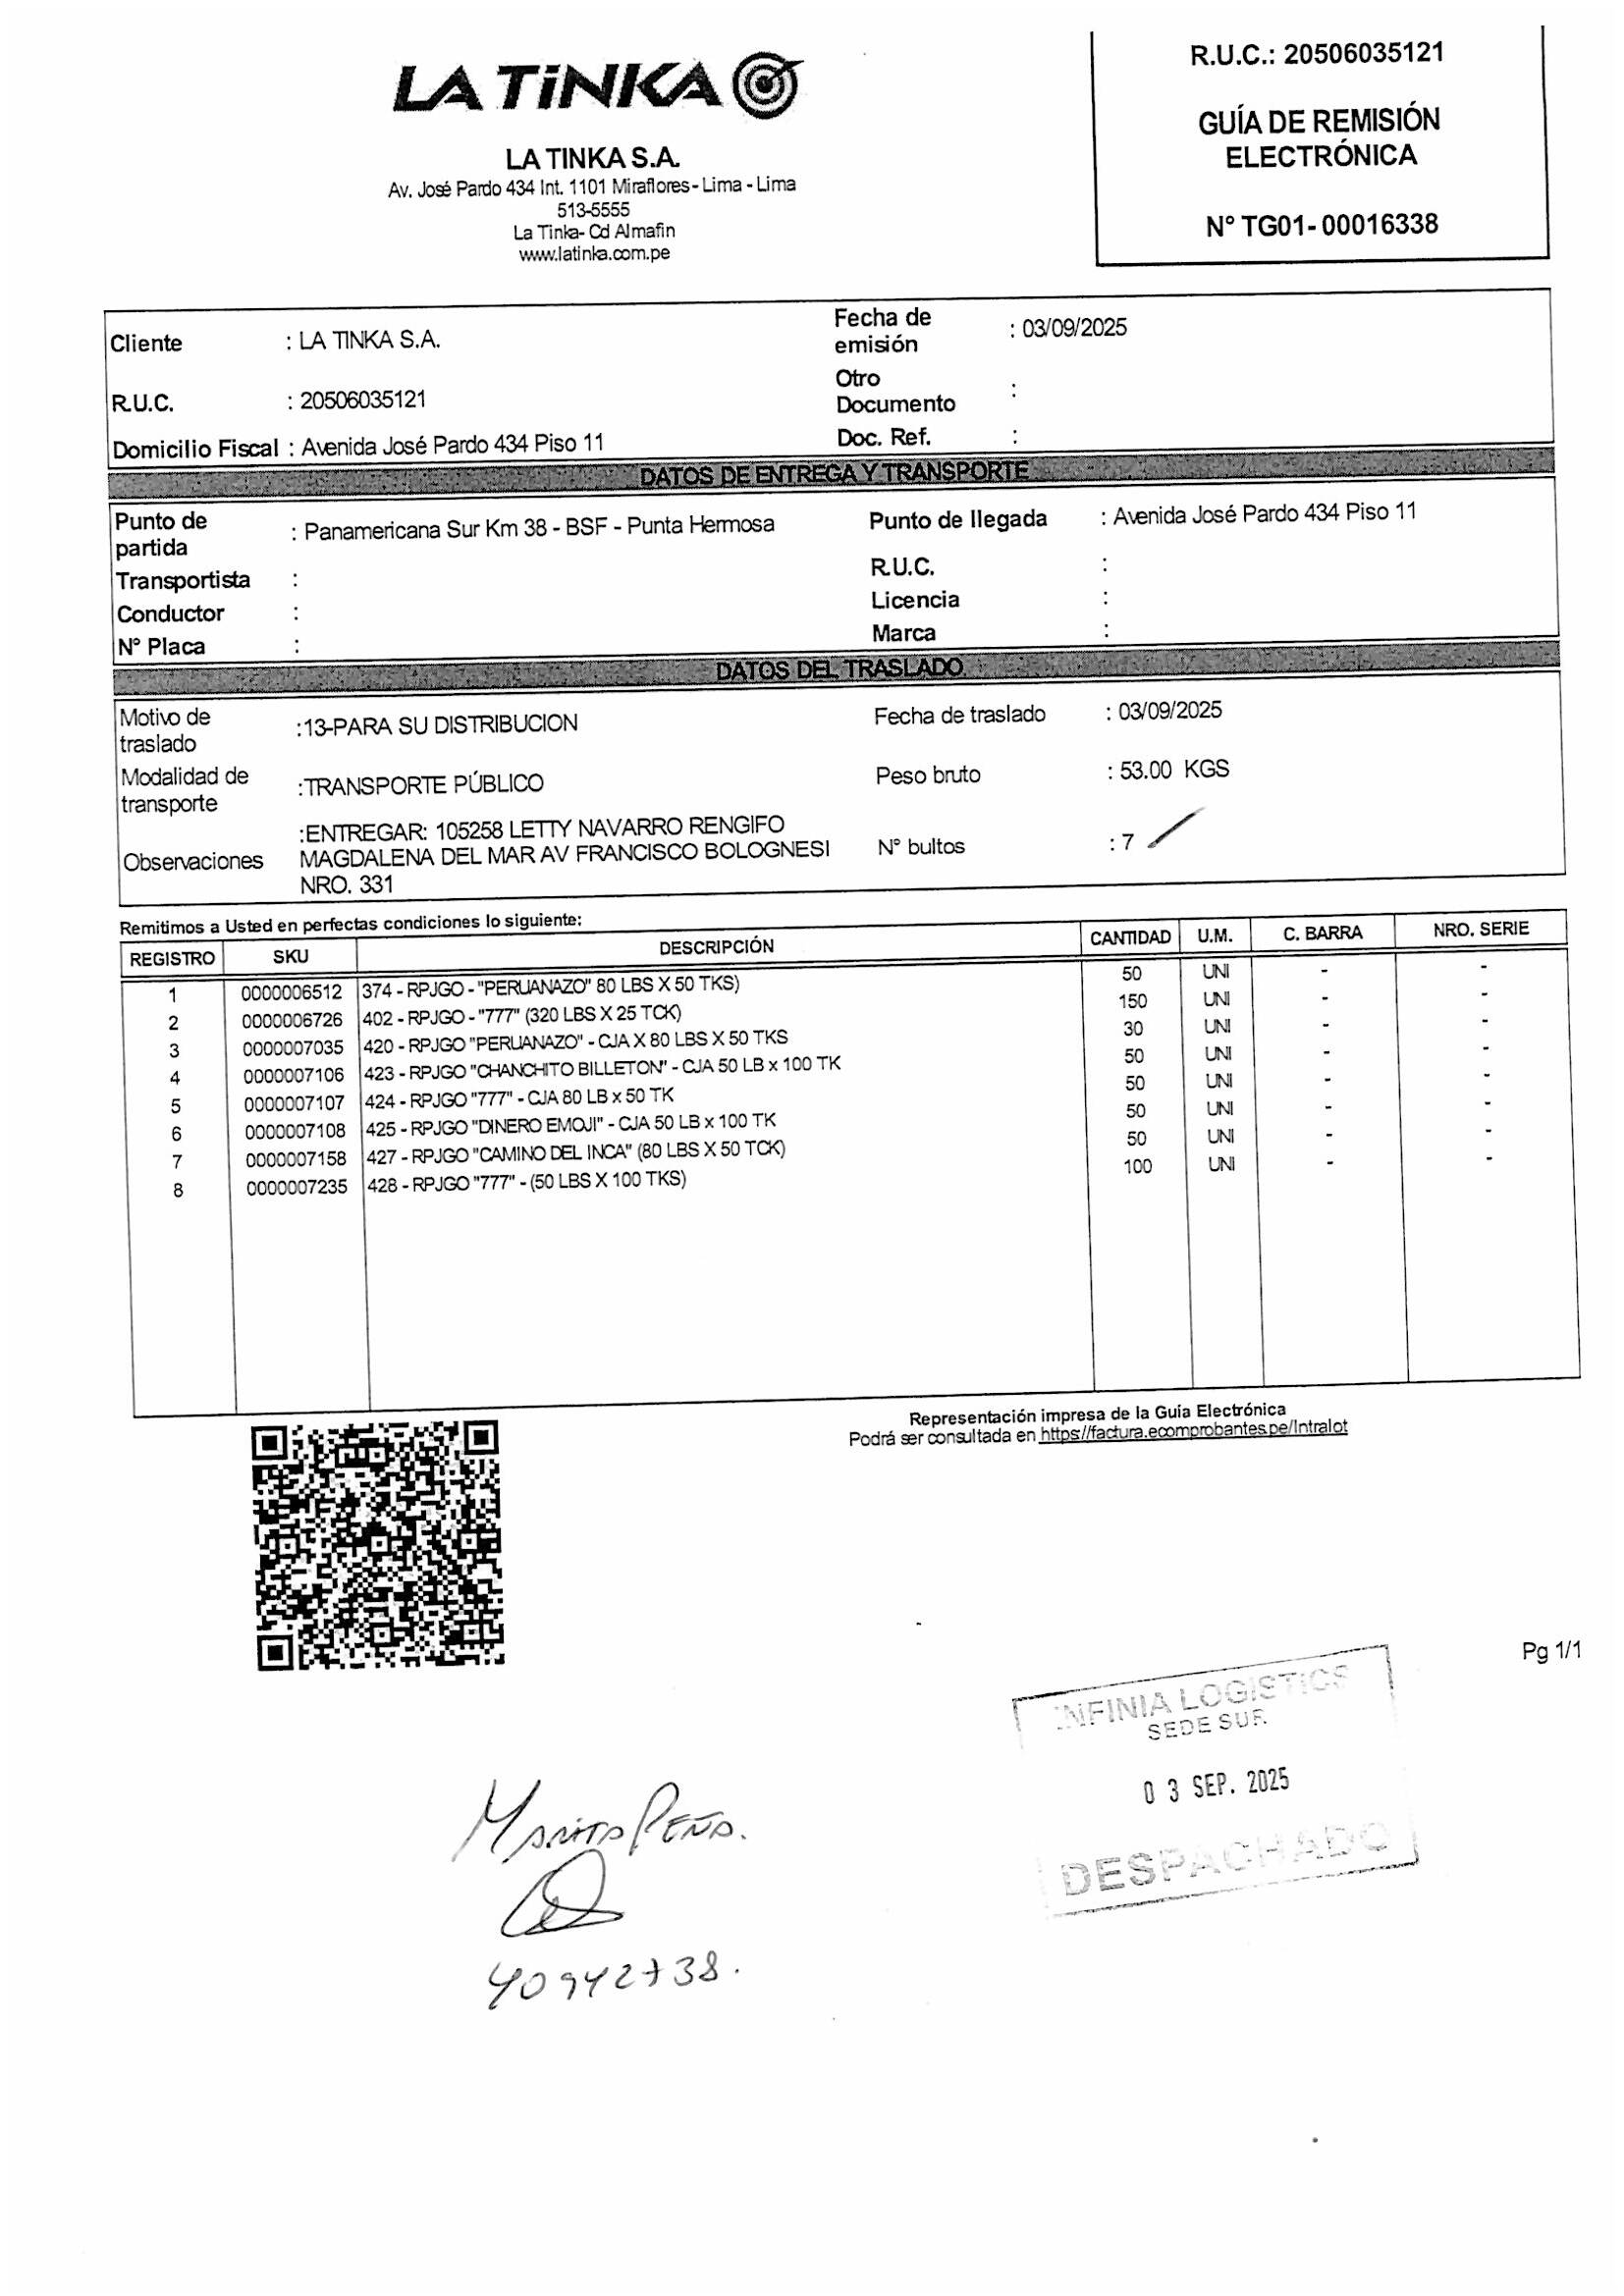 LA TiNKA
LA TINKA S.A.
Av. José Pardo 434 Int. 1101 Miraflores - Lima - Lima
513-5555
La Tinka- Cd Almafin
www.latinka.com.pe
R.U.C.: 20506035121
GUÍA DE REMISIÓN
ELECTRÓNICA
N° TG01- 00016338
Cliente : LA TINKA S.A.
Fecha de emisión : 03/09/2025
R.U.C. : 20506035121
Otro Documento :
Domicilio Fiscal : Avenida José Pardo 434 Piso 11
Doc. Ref. :
DATOS DE ENTREGA Y TRANSPORTE
Punto de partida : Panamericana Sur Km 38 - BSF - Punta Hermosa
Punto de llegada : Avenida José Pardo 434 Piso 11
Transportista :
R.U.C. :
Conductor :
Licencia :
N° Placa :
Marca :
DATOS DEL TRASLADO
Motivo de traslado :13-PARA SU DISTRIBUCION
Fecha de traslado : 03/09/2025
Modalidad de transporte :TRANSPORTE PÚBLICO
Peso bruto : 53.00 KGS
Observaciones :ENTREGAR: 105258 LETTY NAVARRO RENGIFO
MAGDALENA DEL MAR AV FRANCISCO BOLOGNESI
NRO. 331
N° bultos : 7
Remitimos a Usted en perfectas condiciones lo siguiente:
REGISTRO SKU DESCRIPCIÓN CANTIDAD U.M. C. BARRA NRO. SERIE
1 0000006512 374 - RPJGO - "PERUANAZO" 80 LBS X 50 TKS) 50 UNI - -
2 0000006726 402 - RPJGO - "777" (320 LBS X 25 TCK) 150 UNI - -
3 0000007035 420 - RPJGO "PERUANAZO" - CJA X 80 LBS X 50 TKS 30 UNI - -
4 0000007106 423 - RPJGO "CHANCHITO BILLETON" - CJA 50 LB x 100 TK 50 UNI - -
5 0000007107 424 - RPJGO "777" - CJA 80 LB x 50 TK 50 UNI - -
6 0000007108 425 - RPJGO "DINERO EMOJI" - CJA 50 LB x 100 TK 50 UNI - -
7 0000007158 427 - RPJGO "CAMINO DEL INCA" (80 LBS X 50 TCK) 50 UNI - -
8 0000007235 428 - RPJGO "777" - (50 LBS X 100 TKS) 100 UNI - -
Representación impresa de la Guía Electrónica
Podrá ser consultada en https://factura.ecomprobantes.pe/Intralot
Pg 1/1
INFINIA LOGISTICS
SEDE SUR
03 SEP. 2025
DESPACHADO
Peña.
40942738.